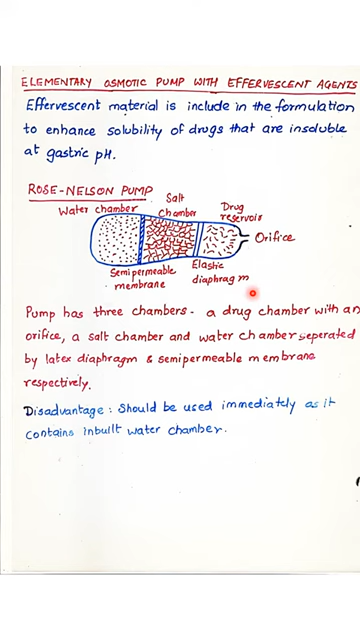 ELEMENTARY OSMOTIC PUMP WITH EFFERVESCENT AGENTS
Effervescent material is include in the formulation
to enhance solubility of drugs that are insoluble
at gastric pH.
ROSE-NELSON PUMP
Water chamber
Salt
chamber
Drug
reservoir
Orifice
Semipermeable
membrane
Elastic
diaphragm
Pump has three chambers - a drug chamber with an
orifice, a salt chamber and water chamber seperated
by latex diaphragm & semipermeable membrane
respectively.
Disadvantage: Should be used immediately as it
contains inbuilt water chamber.